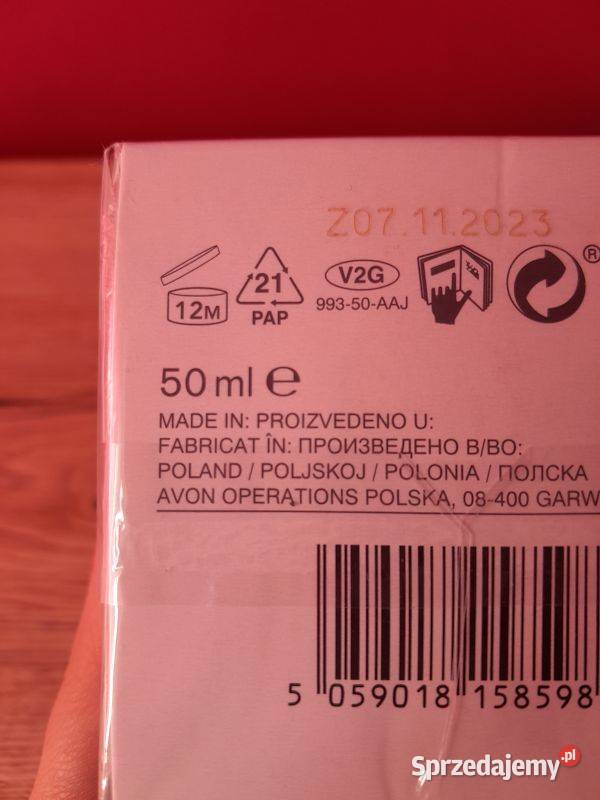 Z07.11.2023
12M
21
PAP
V2G
993-50-AAJ
®
50 ml e
MADE IN: PROIZVEDENO U:
FABRICAT ÎN: ПРОИЗВЕДЕНО В/ВО:
POLAND / POLJSKOJ / POLONIA / ПОЛСКА
AVON OPERATIONS POLSKA, 08-400 GARW
5 059018 158598
Sprzedajemy.pl